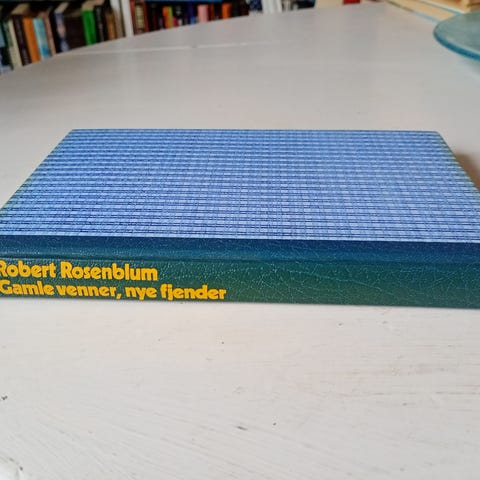 Robert Rosenblum
Gamle venner, nye fjender